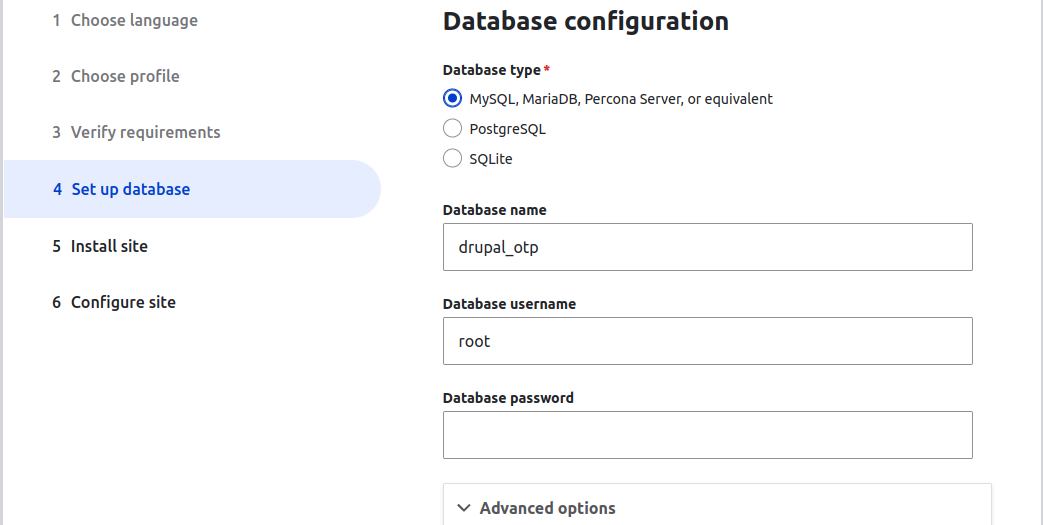 1 Choose language
2 Choose profile
3 Verify requirements
4 Set up database
5 Install site
6 Configure site
Database configuration
Database type*
MySQL, MariaDB, Percona Server, or equivalent
PostgreSQL
SQLite
Database name
drupal_otp
Database username
root
Database password
Advanced options